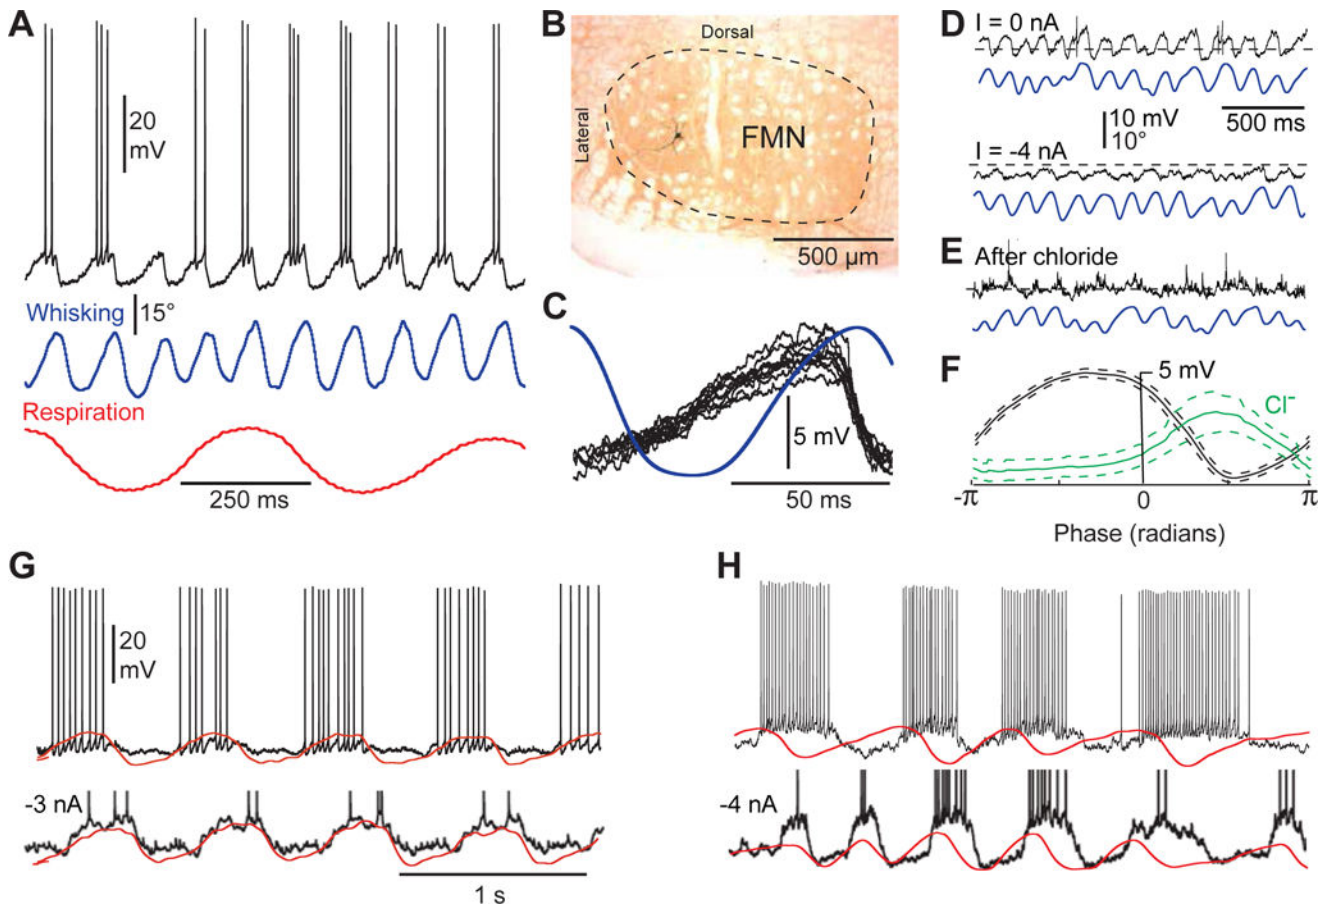 A
20
mV
Whisking
15°
Respiration
250 ms
B
Dorsal
Lateral
FMN
500 µm
C
5 mV
50 ms
D
I = 0 nA
10 mV
10°
500 ms
I = -4 nA
E
After chloride
F
5 mV
Cl⁻
-π
0
π
Phase (radians)
G
20
mV
-3 nA
1 s
H
-4 nA